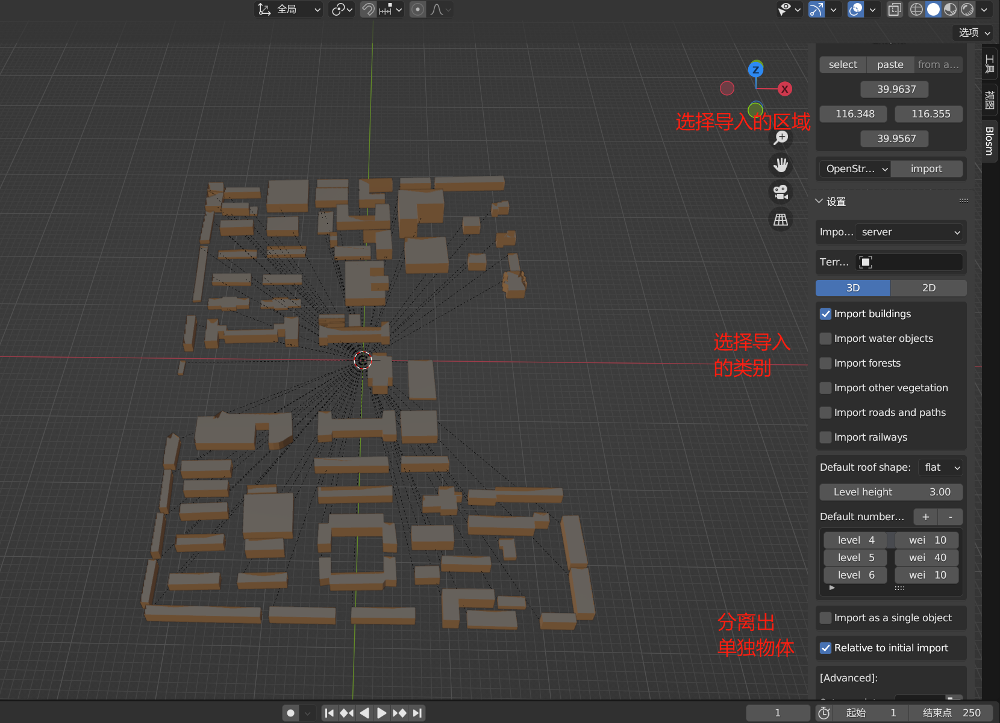 全局
选项
工具
视图
Blosm
select paste from a...
39.9637
116.348 116.355
39.9567
OpenStr... import
设置
Impo... server
Terr...
3D 2D
Import buildings
Import water objects
Import forests
Import other vegetation
Import roads and paths
Import railways
Default roof shape: flat
Level height 3.00
Default number... + -
level 4 wei 10
level 5 wei 40
level 6 wei 10
Import as a single object
Relative to initial import
[Advanced]:
Z
X
选择导入的区域
选择导入
的类别
分离出
单独物体
1 起始 1 结束点 250